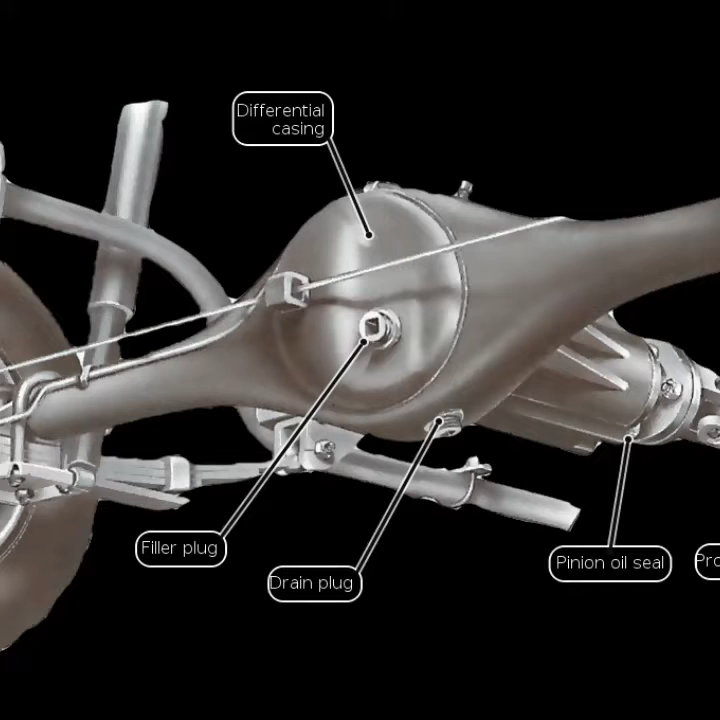 Differential
casing
Filler plug
Drain plug
Pinion oil seal